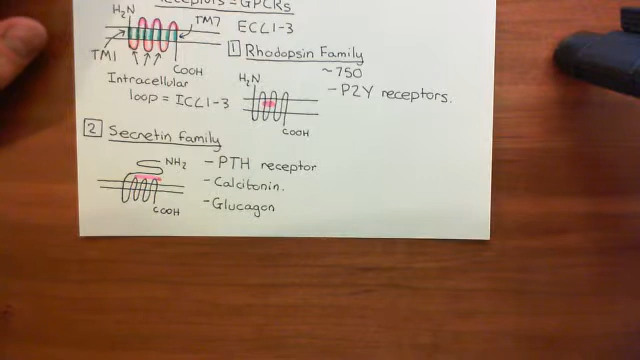 Receptors = GPCRs
H₂N
TM7
ECL1-3
TM1
COOH
Intracellular
loop = ICL1-3
1 Rhodopsin Family
~750
- P2Y receptors.
H₂N
COOH
2 Secretin family
NH₂
COOH
- PTH receptor
- Calcitonin.
- Glucagon